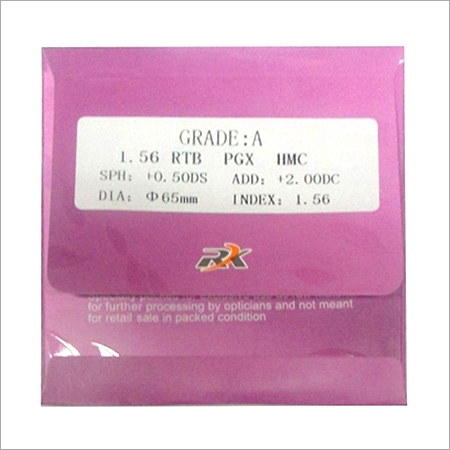 GRADE:A
1.56 RTB PGX HMC
SPH: +0.50DS ADD: +2.00DC
DIA: Φ65mm INDEX: 1.56
RX
for further processing by opticians and not meant
for retail sale in packed condition